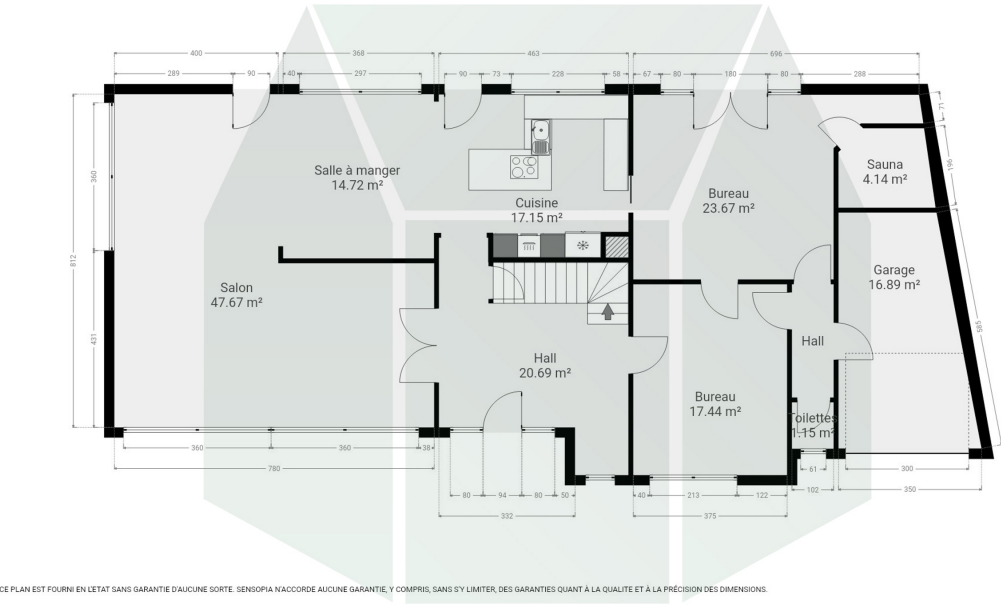 400
368
463
696
289
90
40
297
90
73
228
58
67
80
180
80
288
71
360
812
431
Salle à manger
14.72 m²
Cuisine
17.15 m²
Bureau
23.67 m²
Sauna
4.14 m²
196
Salon
47.67 m²
Garage
16.89 m²
585
Hall
20.69 m²
Hall
Bureau
17.44 m²
Toilettes
1.15 m²
360
360
38
780
80
94
80
50
332
40
213
122
375
61
102
300
350
CE PLAN EST FOURNI EN L'ÉTAT SANS GARANTIE D'AUCUNE SORTE. SENSOPIA N'ACCORDE AUCUNE GARANTIE, Y COMPRIS, SANS S'Y LIMITER, DES GARANTIES QUANT À LA QUALITE ET À LA PRÉCISION DES DIMENSIONS.